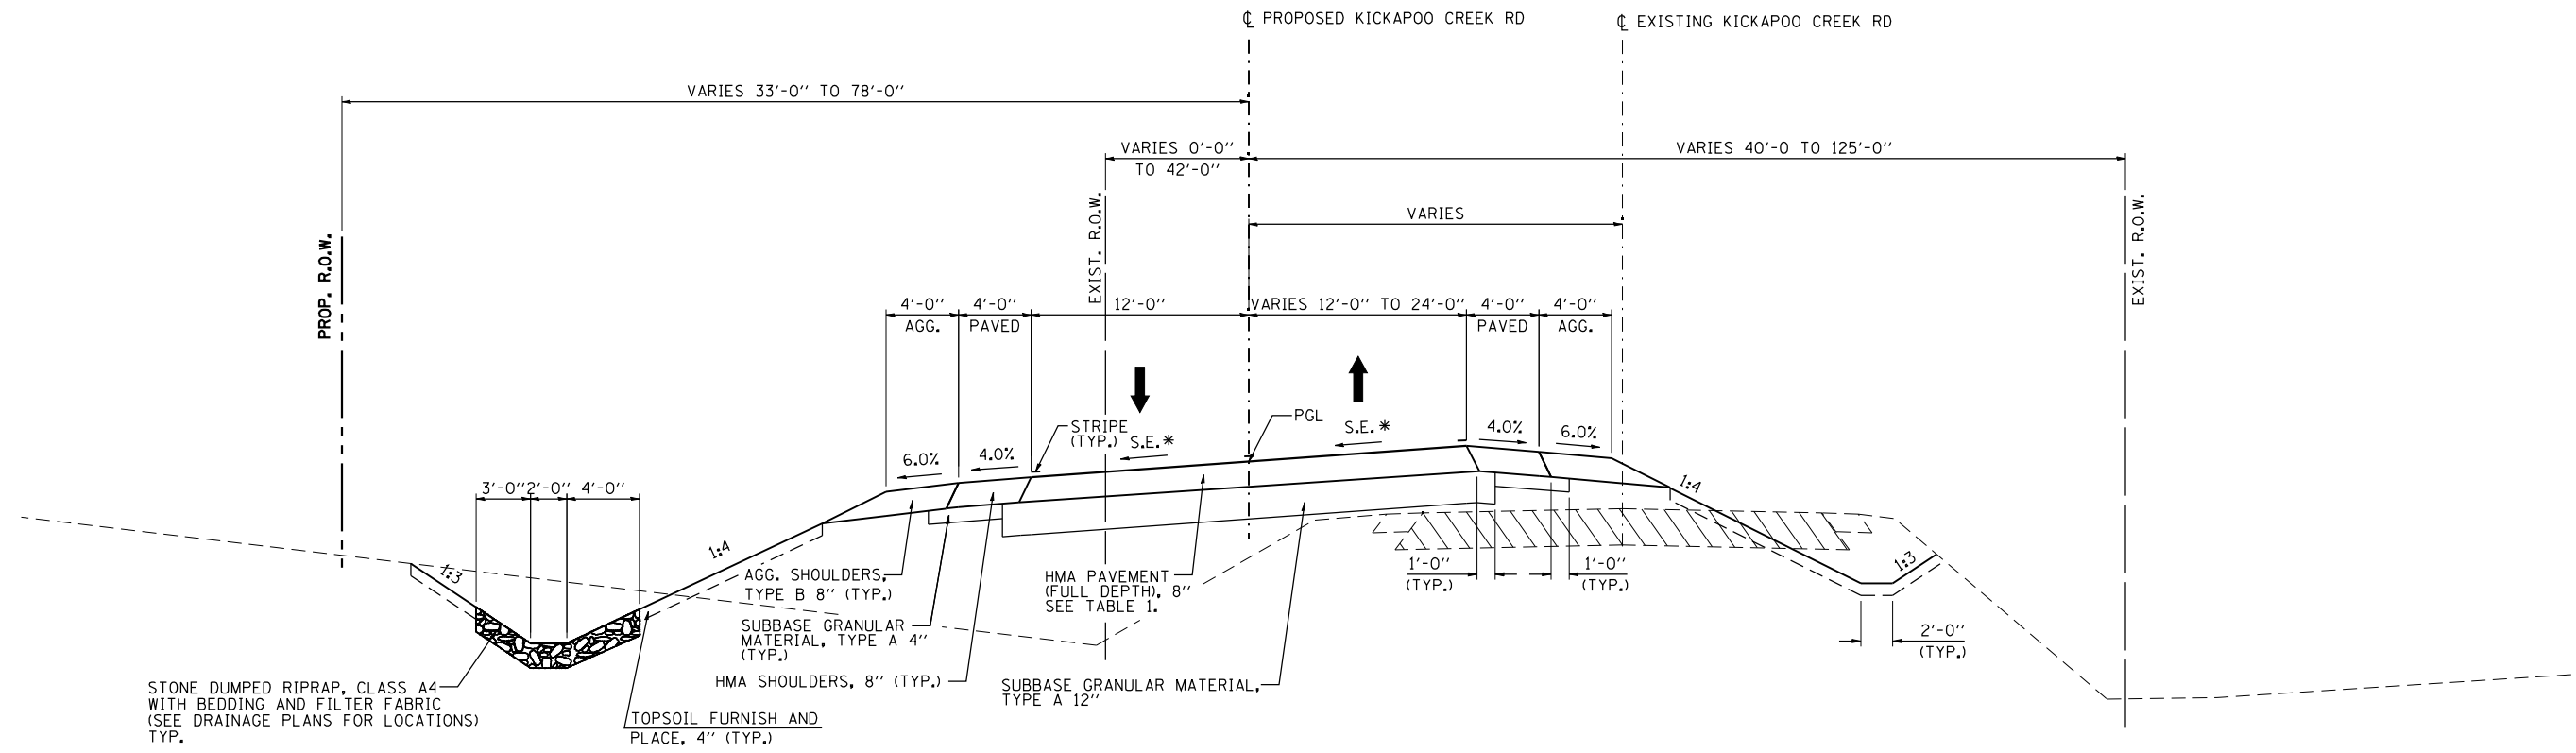 ℄ PROPOSED KICKAPOO CREEK RD
℄ EXISTING KICKAPOO CREEK RD
VARIES 33'-0" TO 78'-0"
VARIES 0'-0"
TO 42'-0"
VARIES 40'-0 TO 125'-0"
VARIES
PROP. R.O.W.
EXIST. R.O.W.
EXIST. R.O.W.
4'-0"
AGG.
4'-0"
PAVED
12'-0"
VARIES 12'-0" TO 24'-0"
4'-0"
PAVED
4'-0"
AGG.
STRIPE
(TYP.)
S.E.*
PGL
S.E.*
4.0%
6.0%
6.0%
4.0%
3'-0"
2'-0"
4'-0"
1:4
1:3
1:4
1:3
1'-0"
(TYP.)
1'-0"
(TYP.)
2'-0"
(TYP.)
AGG. SHOULDERS,
TYPE B 8" (TYP.)
HMA PAVEMENT
(FULL DEPTH), 8"
SEE TABLE 1.
SUBBASE GRANULAR
MATERIAL, TYPE A 4"
(TYP.)
HMA SHOULDERS, 8" (TYP.)
SUBBASE GRANULAR MATERIAL,
TYPE A 12"
STONE DUMPED RIPRAP, CLASS A4
WITH BEDDING AND FILTER FABRIC
(SEE DRAINAGE PLANS FOR LOCATIONS)
TYP.
TOPSOIL FURNISH AND
PLACE, 4" (TYP.)